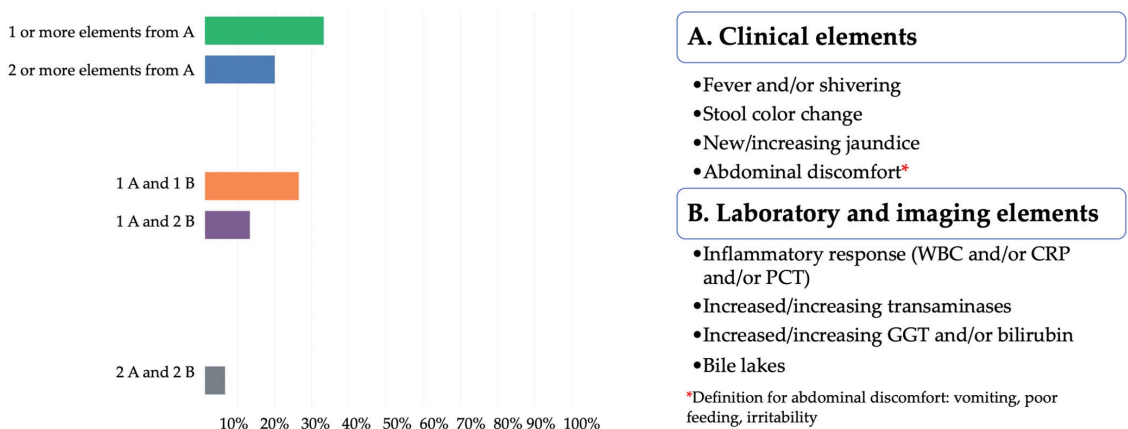 1 or more elements from A
2 or more elements from A
1 A and 1 B
1 A and 2 B
2 A and 2 B
10% 20% 30% 40% 50% 60% 70% 80% 90% 100%
A. Clinical elements
•Fever and/or shivering
•Stool color change
•New/increasing jaundice
•Abdominal discomfort*
B. Laboratory and imaging elements
•Inflammatory response (WBC and/or CRP
and/or PCT)
•Increased/increasing transaminases
•Increased/increasing GGT and/or bilirubin
•Bile lakes
*Definition for abdominal discomfort: vomiting, poor
feeding, irritability